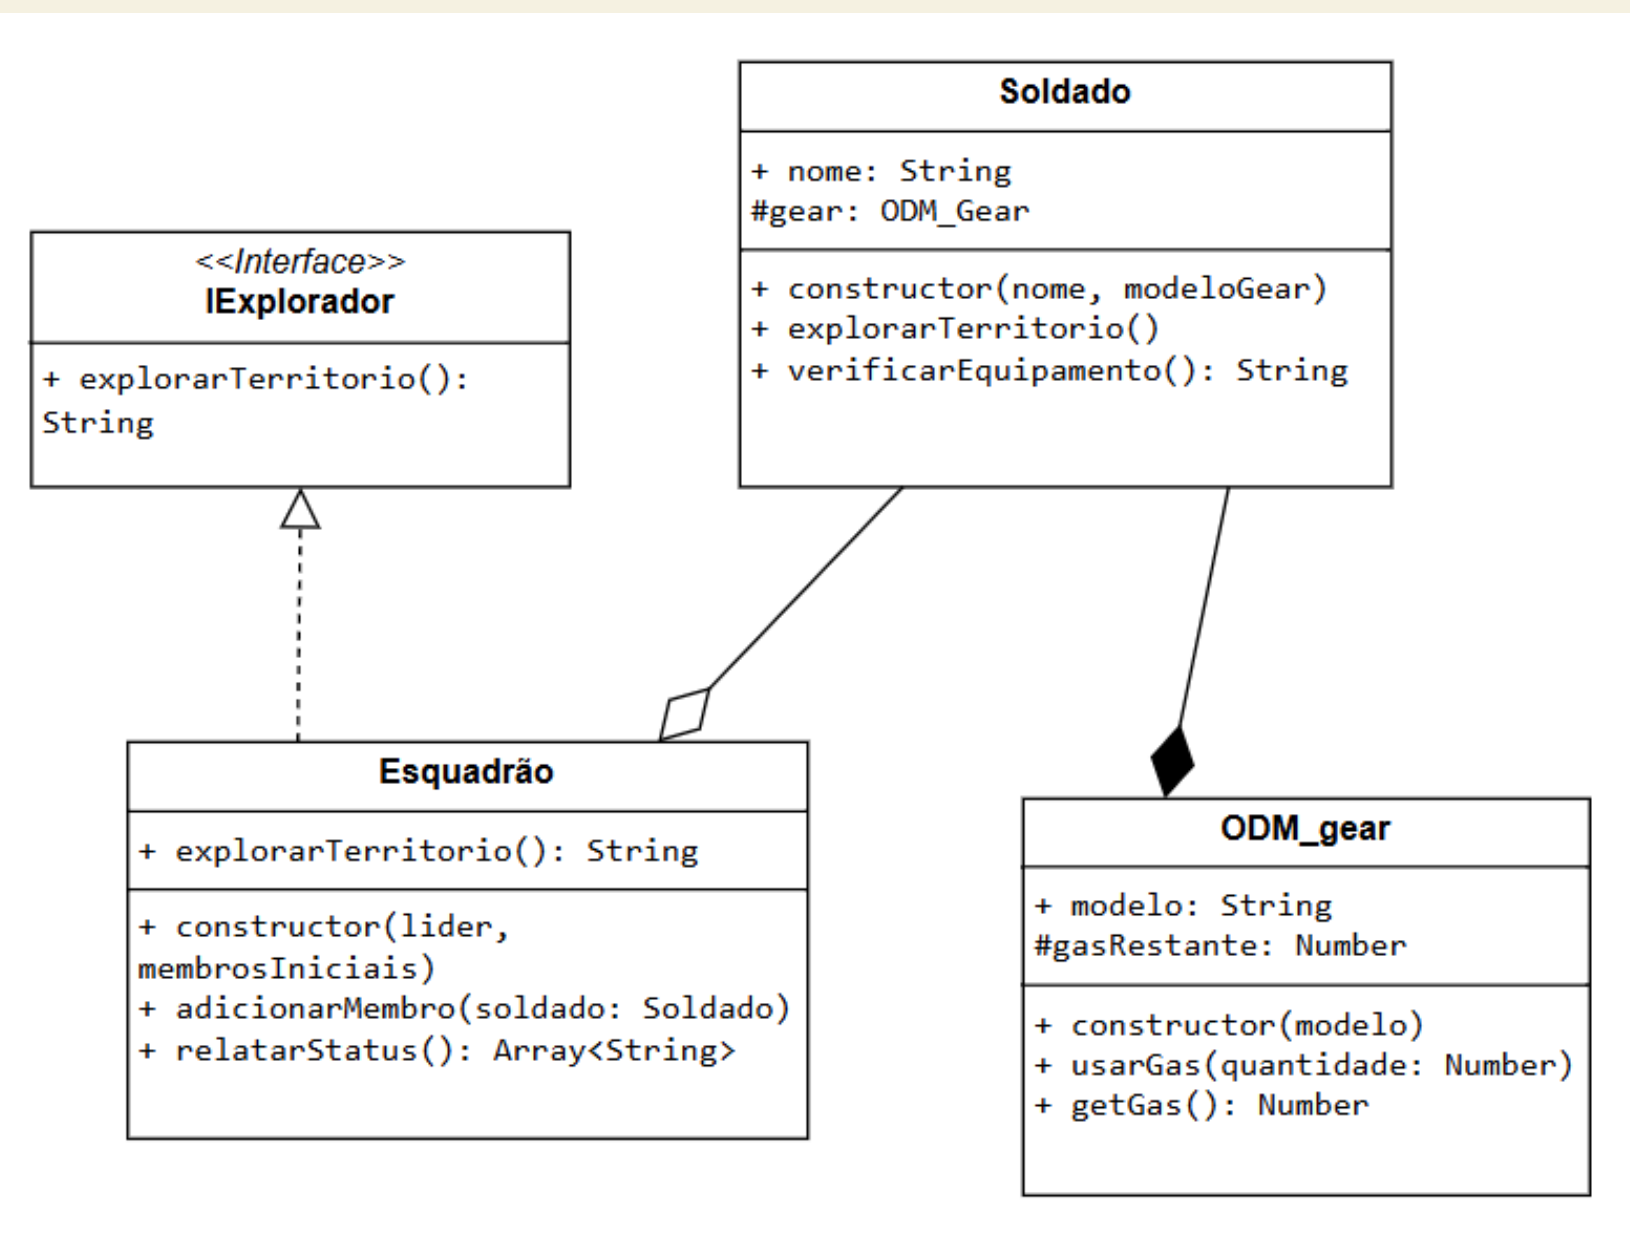 Soldado
+ nome: String
#gear: ODM_Gear
+ constructor(nome, modeloGear)
+ explorarTerritorio()
+ verificarEquipamento(): String
<<Interface>>
IExplorador
+ explorarTerritorio():
String
Esquadrão
+ explorarTerritorio(): String
+ constructor(lider,
membrosIniciais)
+ adicionarMembro(soldado: Soldado)
+ relatarStatus(): Array<String>
ODM_gear
+ modelo: String
#gasRestante: Number
+ constructor(modelo)
+ usarGas(quantidade: Number)
+ getGas(): Number